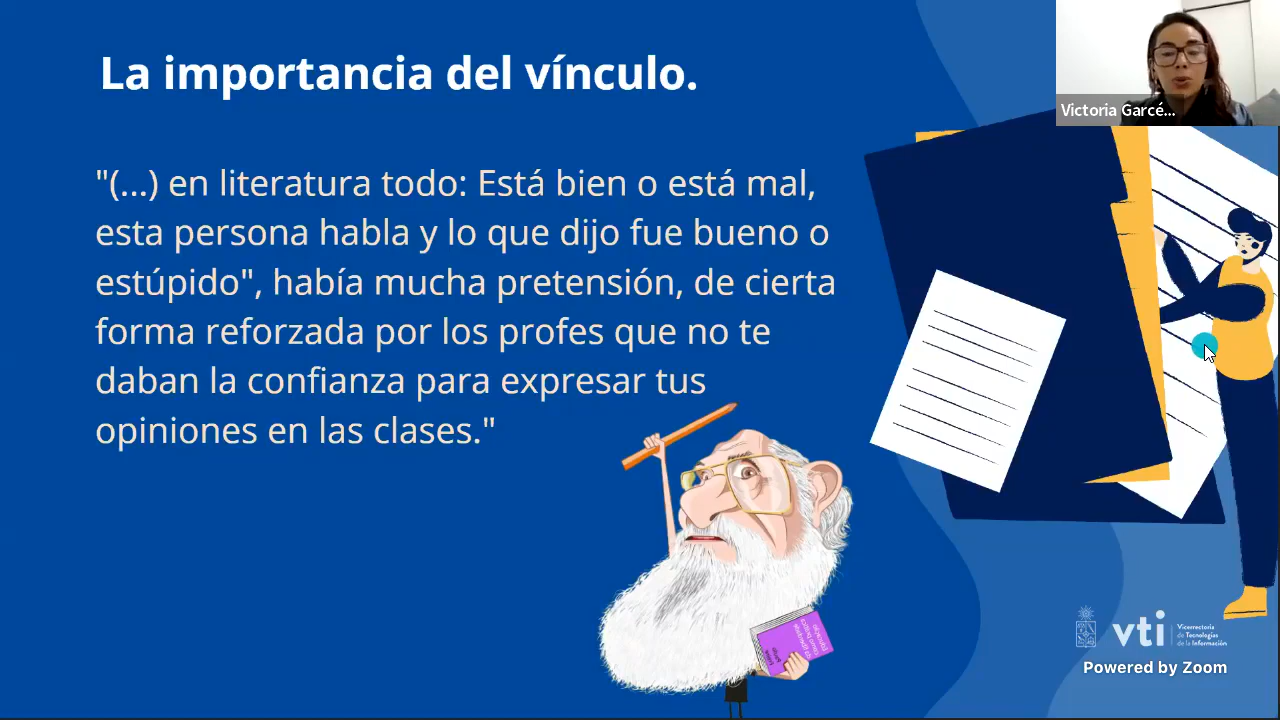 La importancia del vínculo.
Victoria Garcé...
"(...) en literatura todo: Está bien o está mal,
esta persona habla y lo que dijo fue bueno o
estúpido", había mucha pretensión, de cierta
forma reforzada por los profes que no te
daban la confianza para expresar tus
opiniones en las clases."
vti
Vicerrectoría
de Tecnologías
de la Información
Powered by Zoom